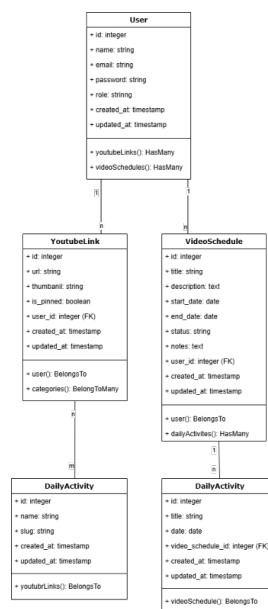 User
+ id: integer
+ name: string
+ email: string
+ password: string
+ role: strinng
+ created_at: timestamp
+ updated_at: timestamp
+ youtubeLinks(): HasMany
+ videoSchedules(): HasMany
1
1
n
n
YoutubeLink
+ id: integer
+ url: string
+ thumbanil: string
+ is_pinned: boolean
+ user_id: integer (FK)
+ created_at: timestamp
+ updated_at: timestamp
+ user(): BelongsTo
+ categories(): BelongToMany
VideoSchedule
+ id: integer
+ title: string
+ description: text
+ start_date: date
+ end_date: date
+ status: string
+ notes: text
+ user_id: integer (FK)
+ created_at: timestamp
+ updated_at: timestamp
+ user(): BelongsTo
+ dailyActivites(): HasMany
n
m
1
n
DailyActivity
+ id: integer
+ name: string
+ slug: string
+ created_at: timestamp
+ updated_at: timestamp
+ youtubrLinks(): BelongsTo
DailyActivity
+ id: integer
+ title: string
+ date: date
+ video_schedule_id: integer (FK)
+ created_at: timestamp
+ updated_at: timestamp
+ videoSchedule(): BelongsTo